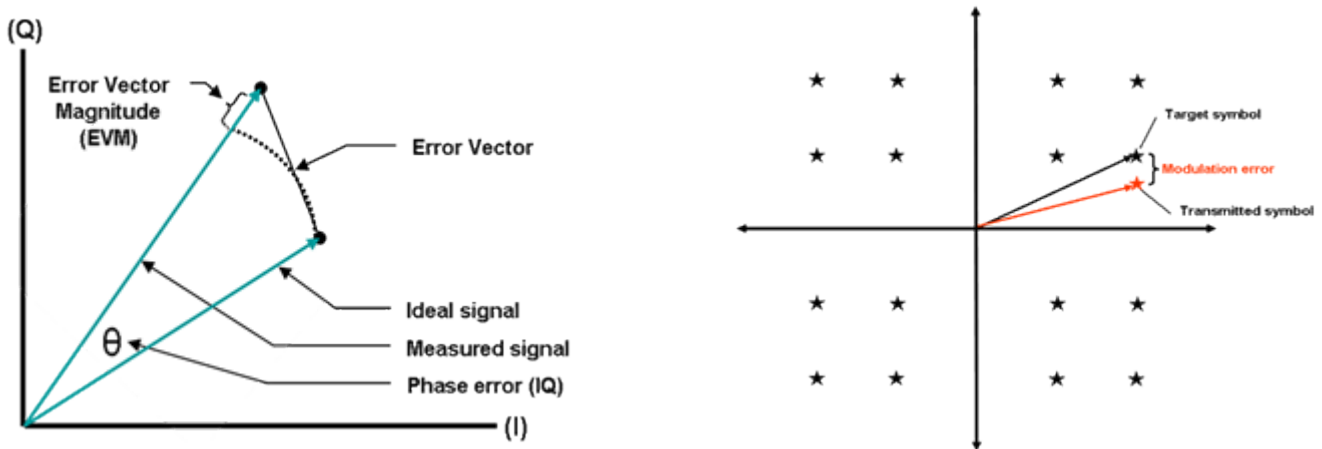 (Q)
Error Vector
Magnitude
(EVM)
Error Vector
Ideal signal
θ
Measured signal
Phase error (IQ)
(I)
Target symbol
Modulation error
Transmitted symbol